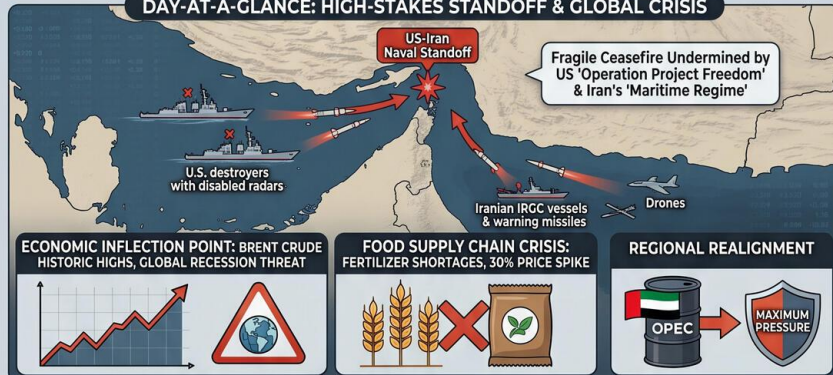 DAY-AT-A-GLANCE: HIGH-STAKES STANDOFF & GLOBAL CRISIS
US-Iran
Naval Standoff
Fragile Ceasefire Undermined by
US 'Operation Project Freedom'
& Iran's 'Maritime Regime'
U.S. destroyers
with disabled radars
Iranian IRGC vessels
& warning missiles
Drones
ECONOMIC INFLECTION POINT: BRENT CRUDE
HISTORIC HIGHS, GLOBAL RECESSION THREAT
FOOD SUPPLY CHAIN CRISIS:
FERTILIZER SHORTAGES, 30% PRICE SPIKE
REGIONAL REALIGNMENT
OPEC
MAXIMUM
PRESSURE